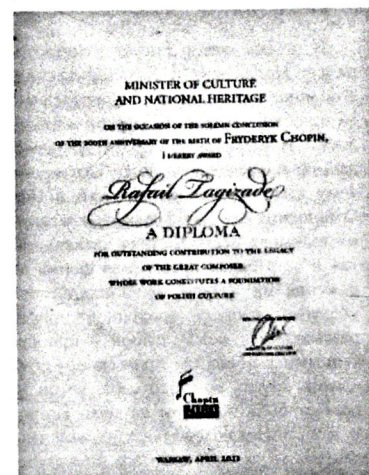 MINISTER OF CULTURE
AND NATIONAL HERITAGE
ON THE OCCASION OF THE SOLEMN CONCLUSION
OF THE 200TH ANNIVERSARY OF THE BIRTH OF FRYDERYK CHOPIN,
I HEREBY AWARD
Rafail Tagizade
A DIPLOMA
FOR OUTSTANDING CONTRIBUTION TO THE LEGACY
OF THE GREAT COMPOSER,
WHOSE WORK CONSTITUTES A FOUNDATION
OF POLISH CULTURE
Chopin
WARSAW, APRIL